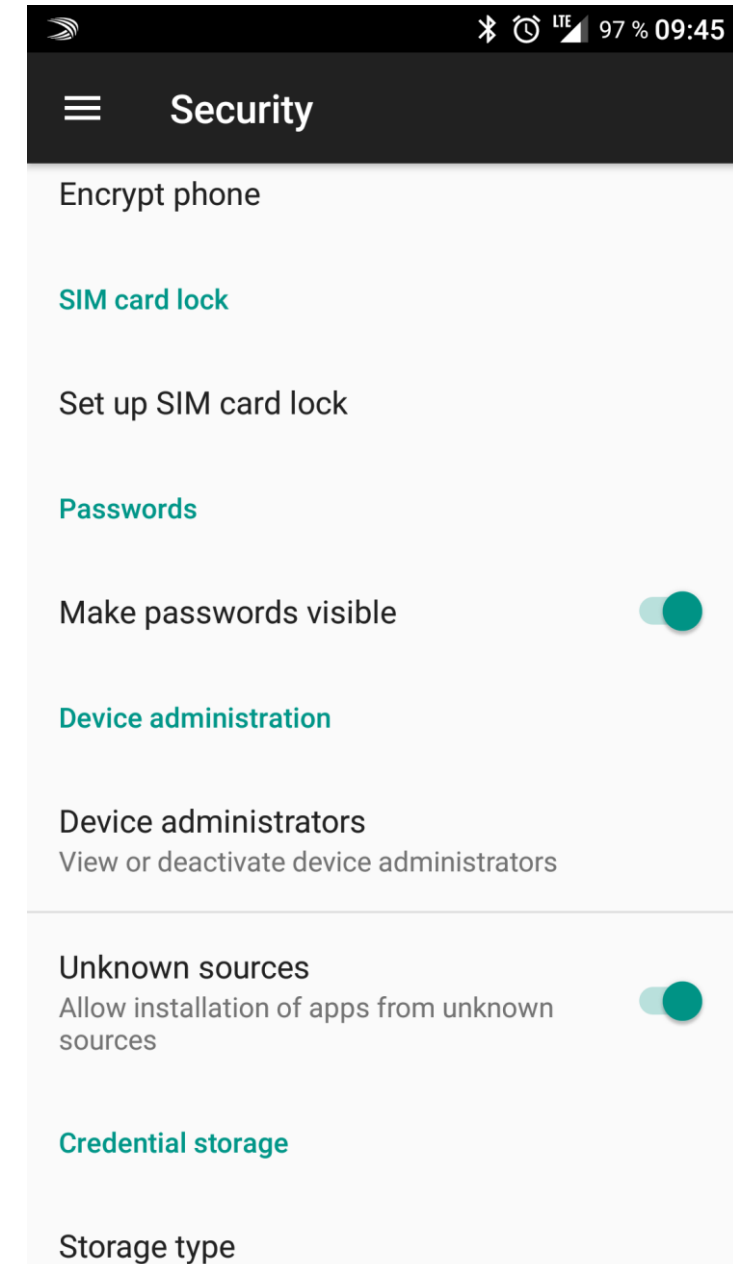 LTE 97 % 09:45
Security
Encrypt phone
SIM card lock
Set up SIM card lock
Passwords
Make passwords visible
Device administration
Device administrators
View or deactivate device administrators
Unknown sources
Allow installation of apps from unknown
sources
Credential storage
Storage type